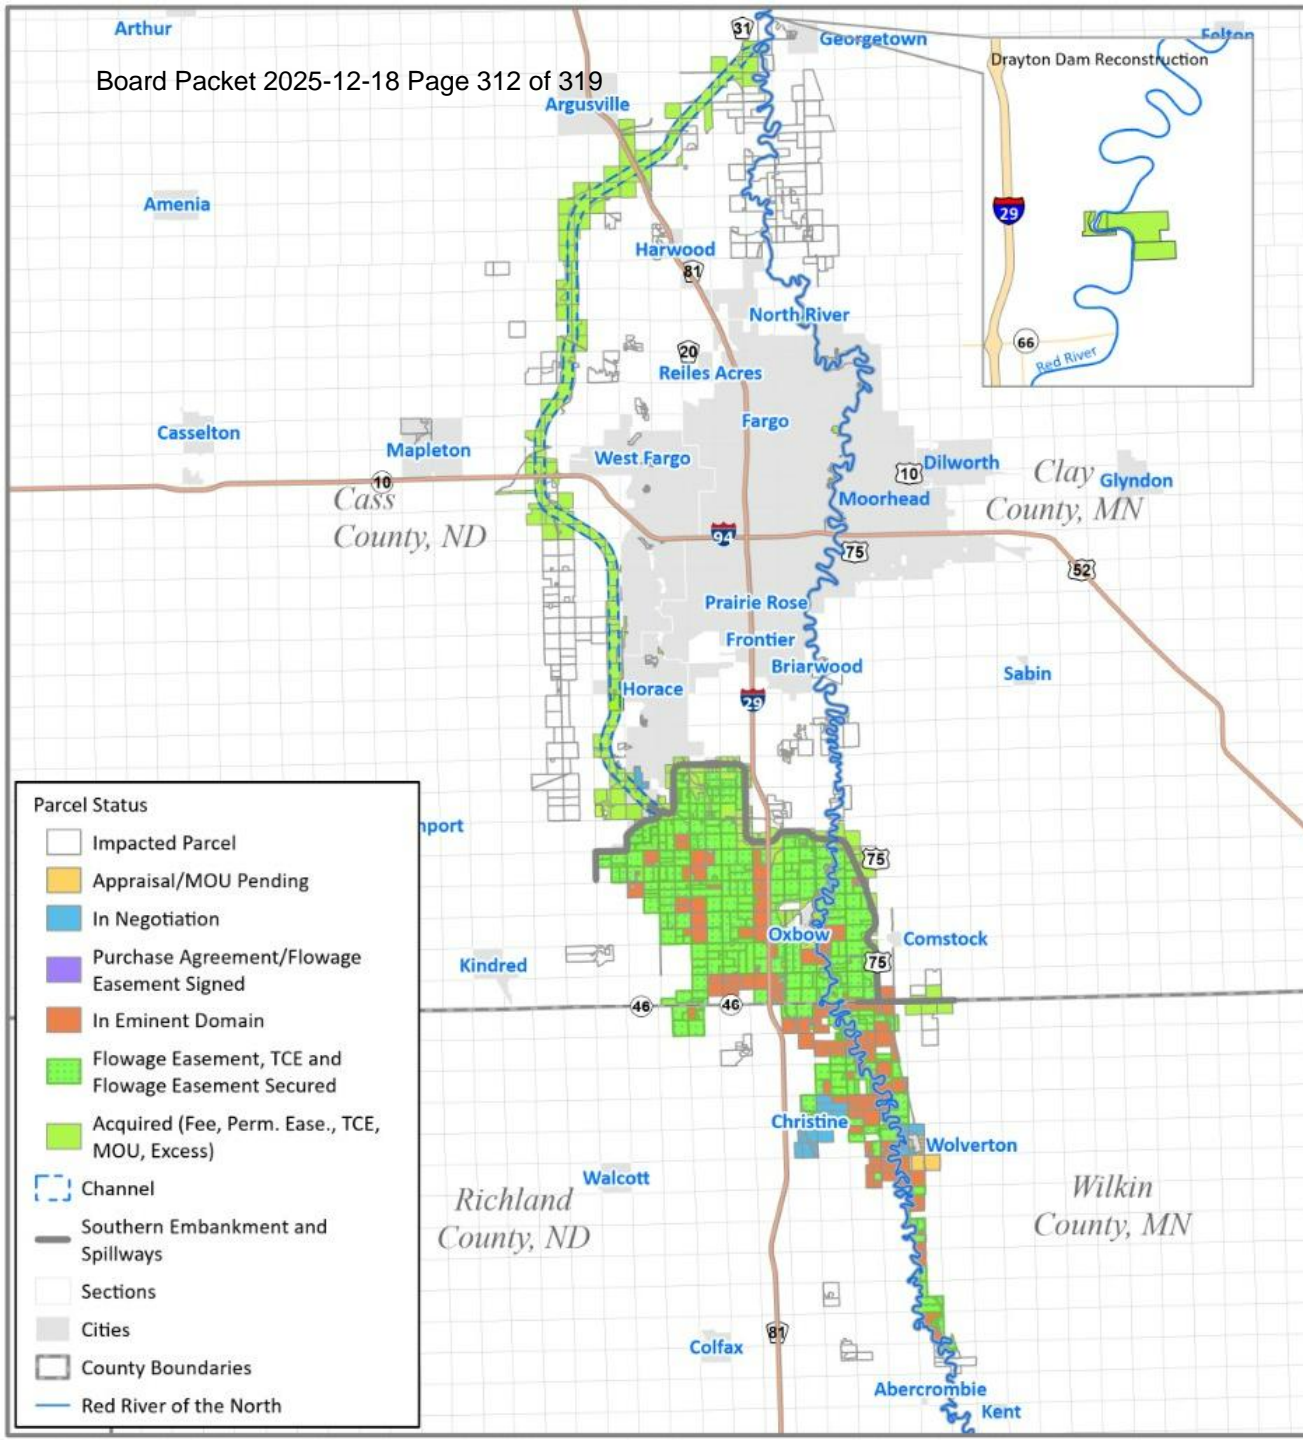 Arthur
31
Georgetown
Felton
Board Packet 2025-12-18 Page 312 of 319
Drayton Dam Reconstruction
Argusville
Amenia
29
Harwood
81
North River
66
Red River
20
Reiles Acres
Fargo
Casselton
Mapleton
West Fargo
10
Dilworth
Clay
County, MN
Glyndon
10
Cass
County, ND
Moorhead
94
75
52
Prairie Rose
Frontier
Briarwood
Sabin
Horace
29
Parcel Status
Impacted Parcel
Appraisal/MOU Pending
In Negotiation
Purchase Agreement/Flowage
Easement Signed
In Eminent Domain
Flowage Easement, TCE and
Flowage Easement Secured
Acquired (Fee, Perm. Ease., TCE,
MOU, Excess)
Channel
Southern Embankment and
Spillways
Sections
Cities
County Boundaries
Red River of the North
nport
75
Oxbow
Comstock
Kindred
75
46
46
Christine
Wolverton
Walcott
Richland
County, ND
Wilkin
County, MN
81
Colfax
Abercrombie
Kent